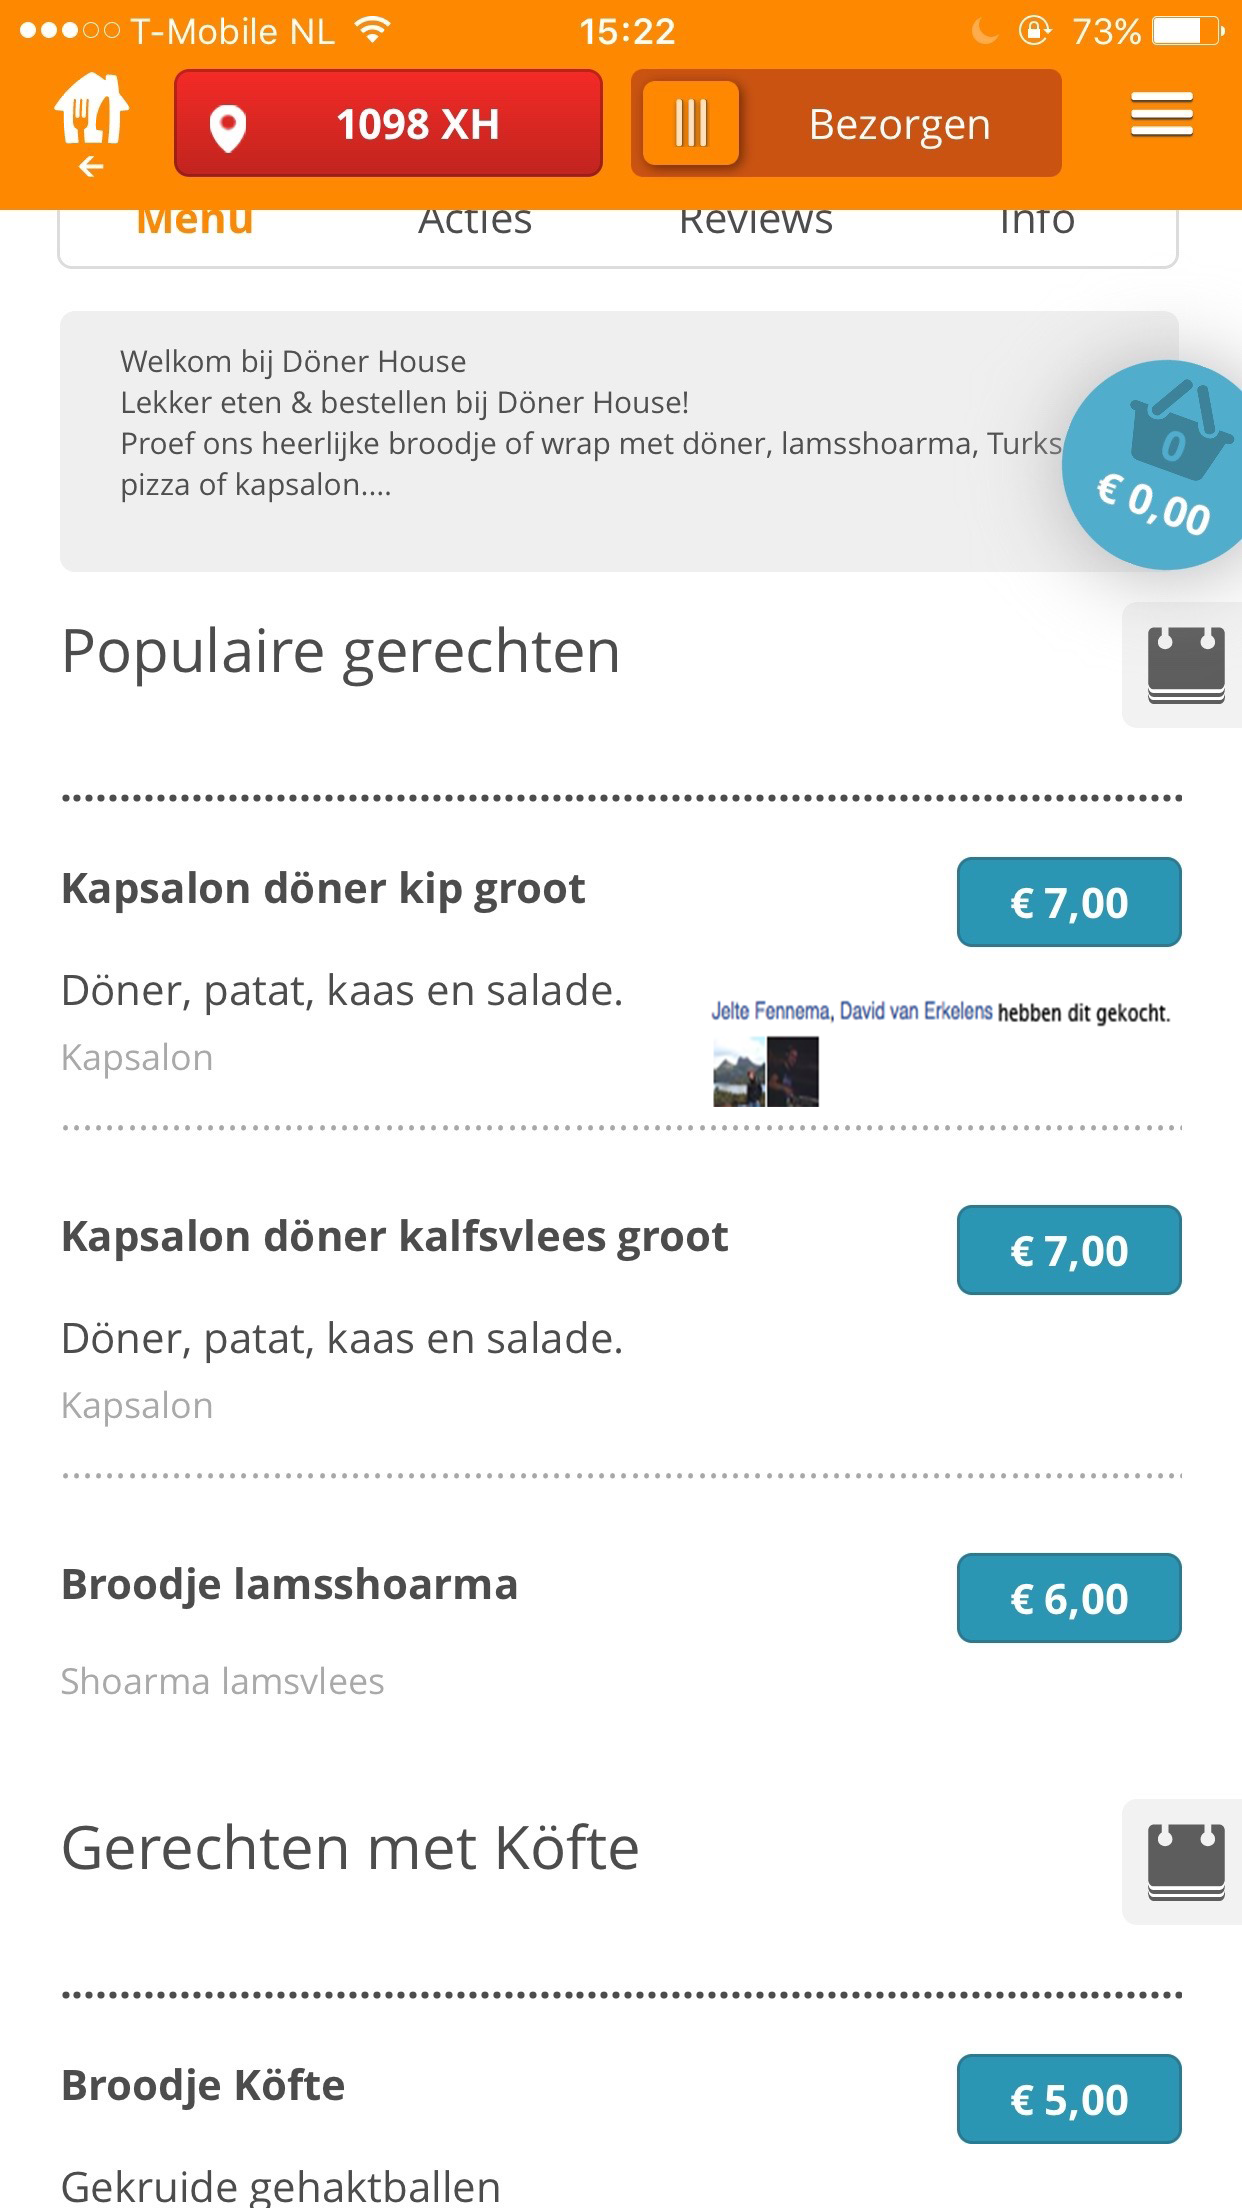 T-Mobile NL 15:22 73%
1098 XH Bezorgen
Menu Acties Reviews Info
Welkom bij Döner House
Lekker eten & bestellen bij Döner House!
Proef ons heerlijke broodje of wrap met döner, lamsshoarma, Turks
pizza of kapsalon....
0
€ 0,00
Populaire gerechten
Kapsalon döner kip groot
€ 7,00
Döner, patat, kaas en salade.
Jelte Fennema, David van Erkelens hebben dit gekocht.
Kapsalon
Kapsalon döner kalfsvlees groot
€ 7,00
Döner, patat, kaas en salade.
Kapsalon
Broodje lamsshoarma
€ 6,00
Shoarma lamsvlees
Gerechten met Köfte
Broodje Köfte
€ 5,00
Gekruide gehaktballen